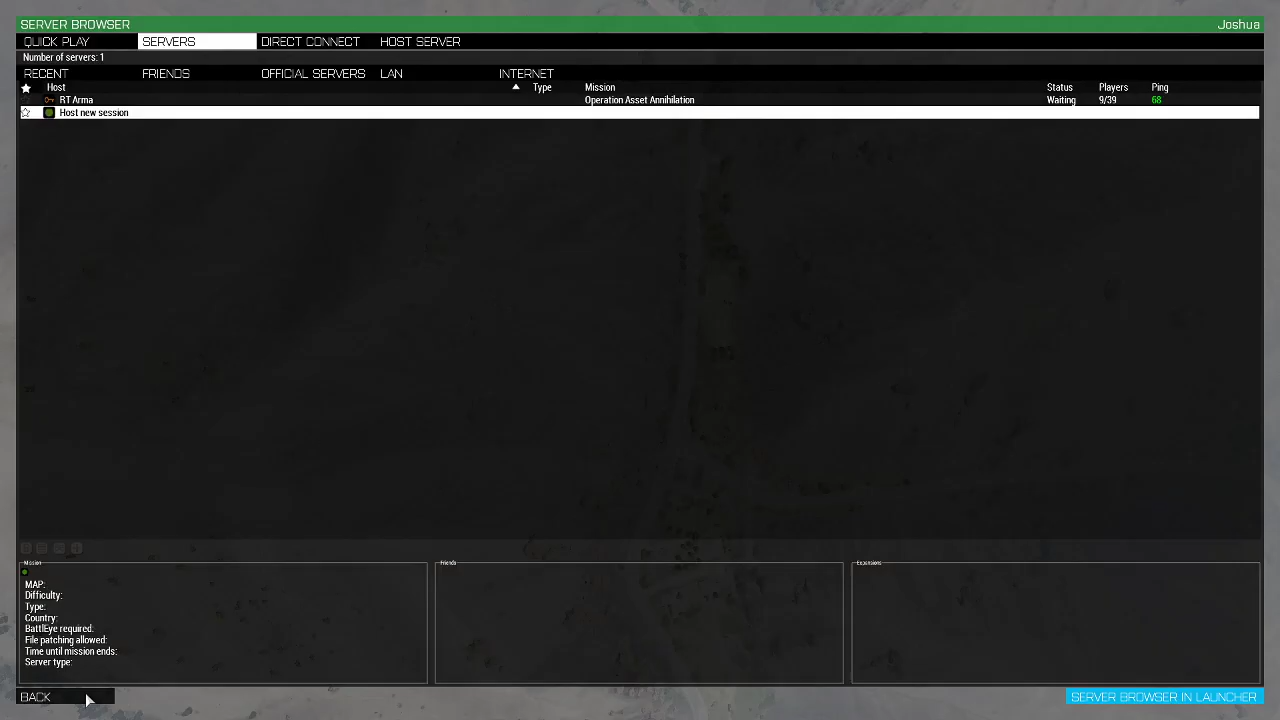 SERVER BROWSER Joshua
QUICK PLAY SERVERS DIRECT CONNECT HOST SERVER
Number of servers: 1
RECENT FRIENDS OFFICIAL SERVERS LAN INTERNET
Host Type Mission Status Players Ping
RT Arma Operation Asset Annihilation Waiting 9/39 68
Host new session
Mission Friends Expansions
MAP:
Difficulty:
Type:
Country:
BattlEye required:
File patching allowed:
Time until mission ends:
Server type:
BACK SERVER BROWSER IN LAUNCHER